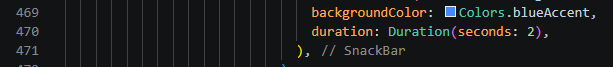 469 backgroundColor: Colors.blueAccent,
470 duration: Duration(seconds: 2),
471 ), // SnackBar